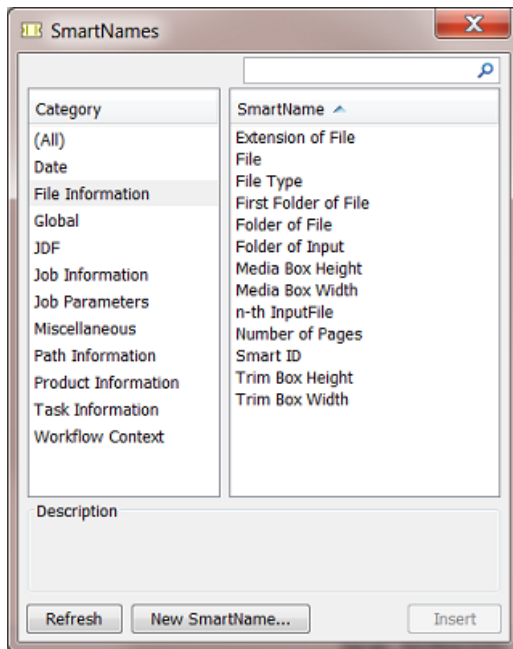 SmartNames
Category
(All)
Date
File Information
Global
JDF
Job Information
Job Parameters
Miscellaneous
Path Information
Product Information
Task Information
Workflow Context
SmartName
Extension of File
File
File Type
First Folder of File
Folder of File
Folder of Input
Media Box Height
Media Box Width
n-th InputFile
Number of Pages
Smart ID
Trim Box Height
Trim Box Width
Description
Refresh
New SmartName...
Insert